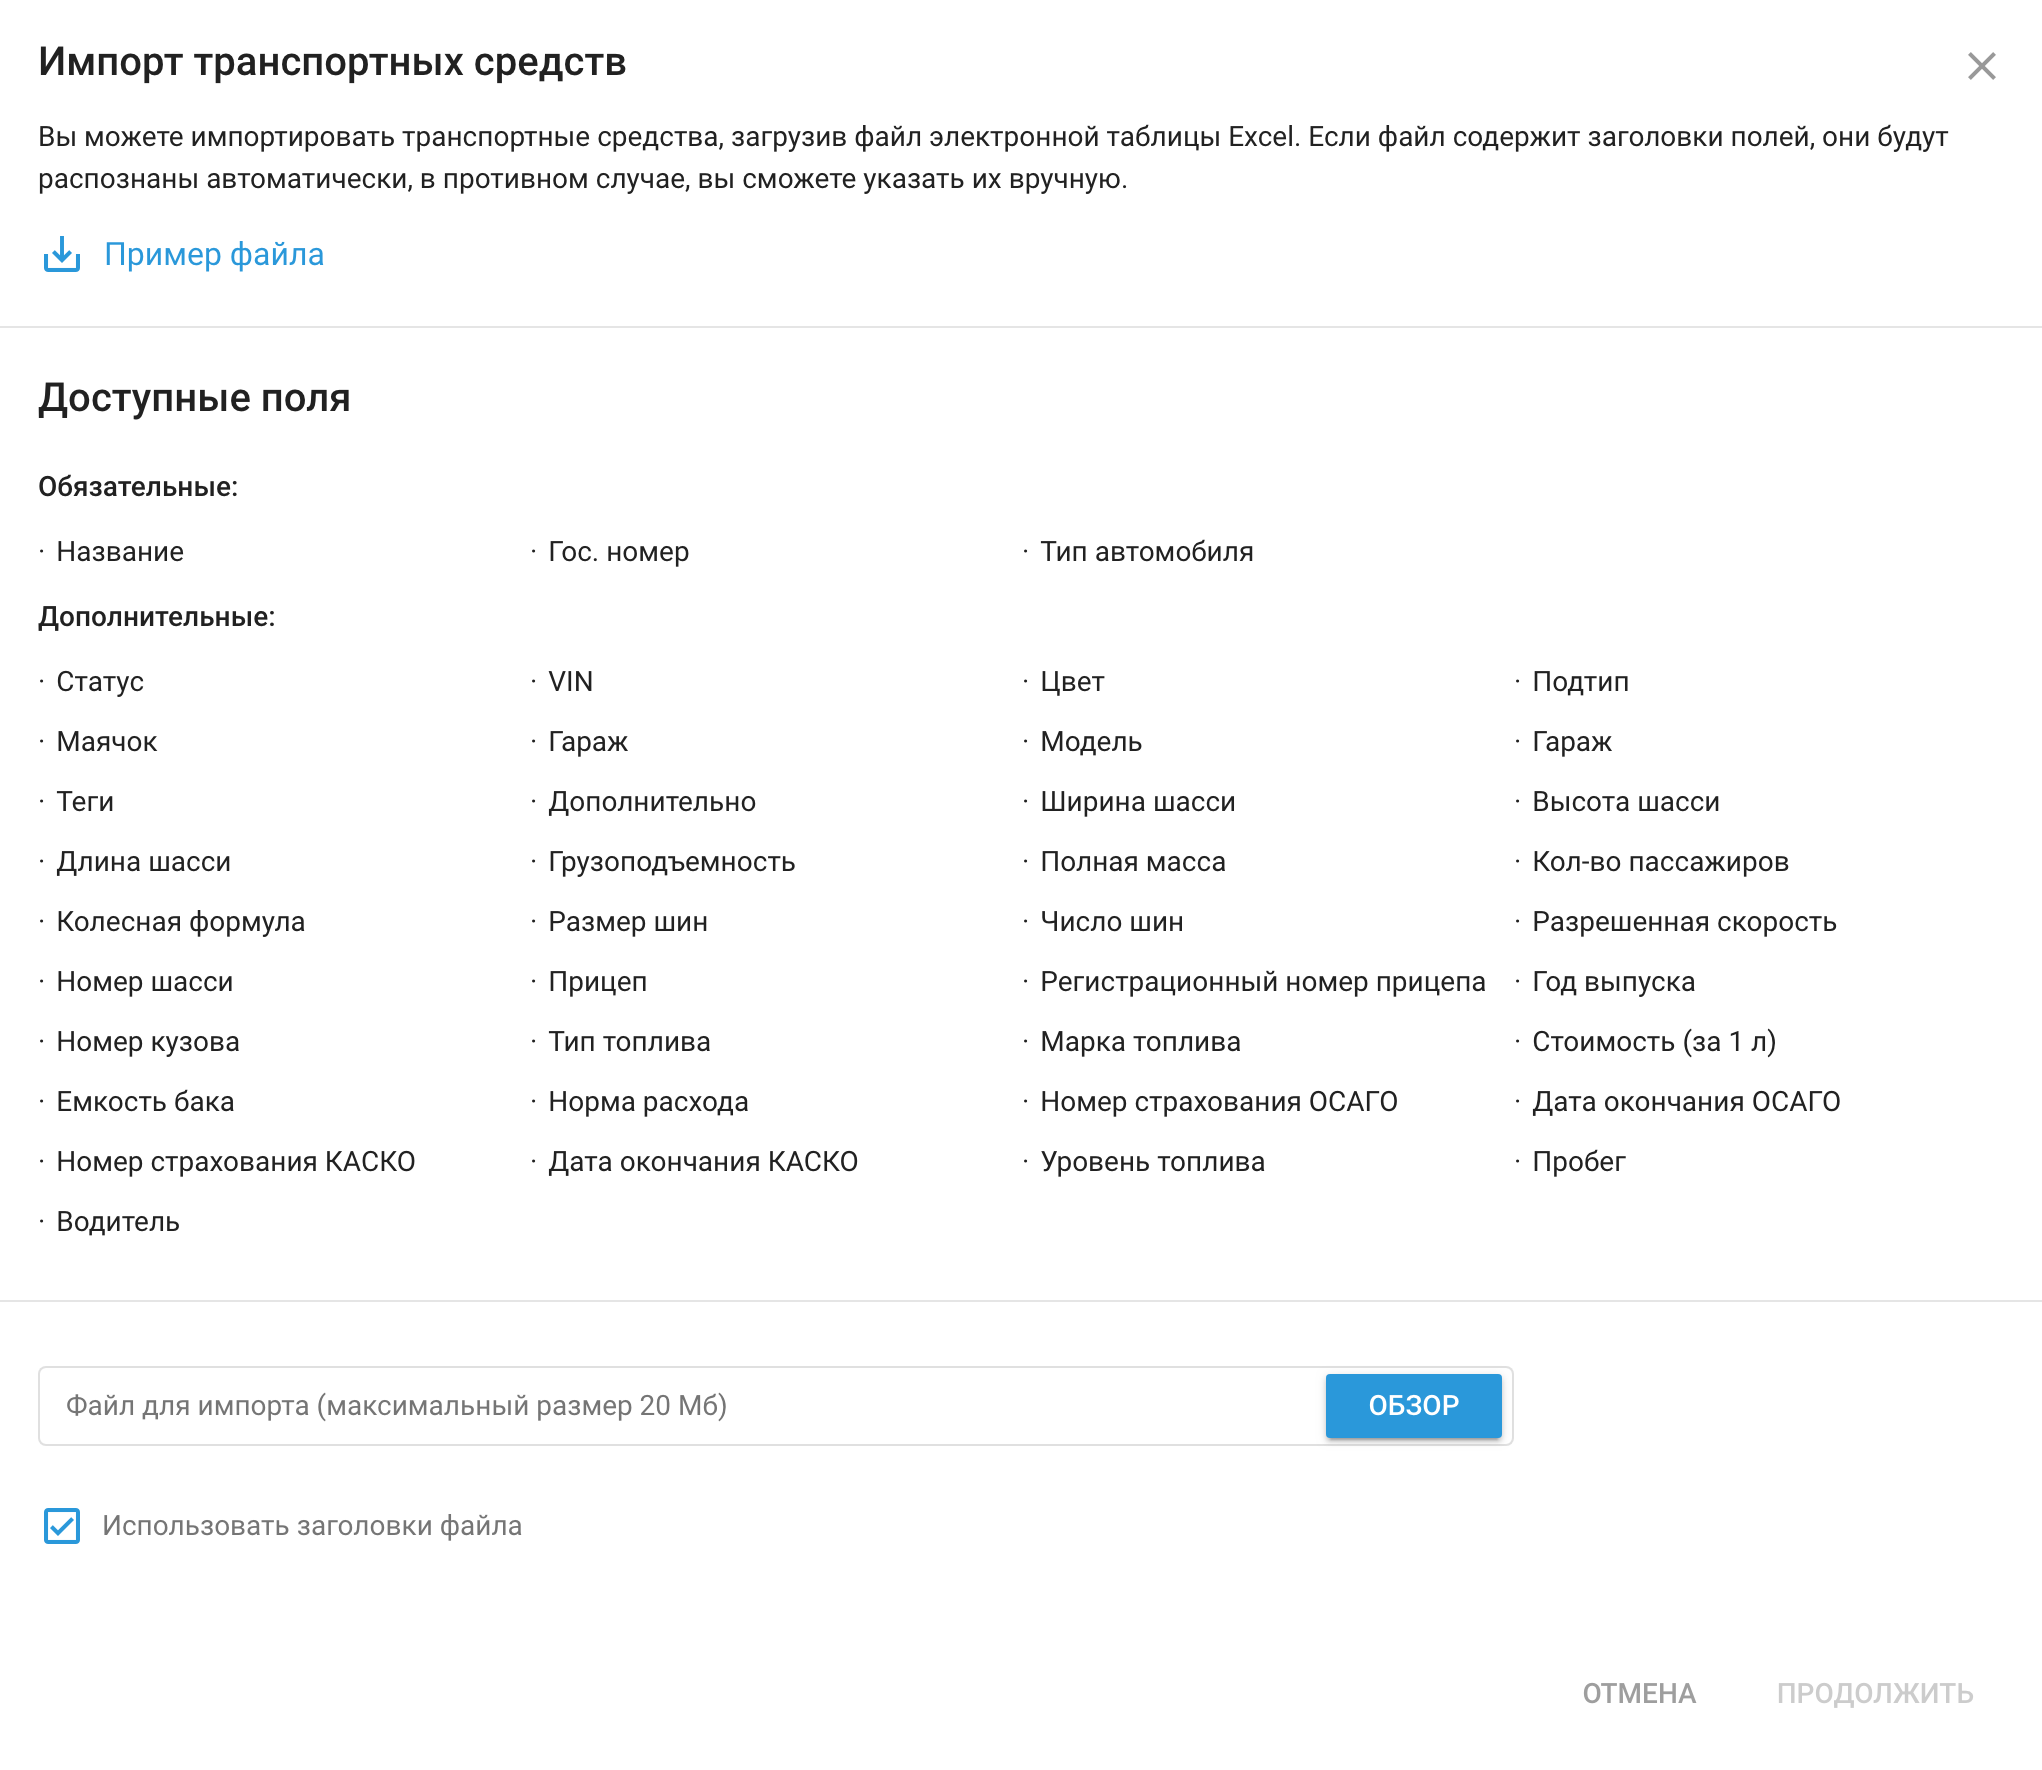 Импорт транспортных средств
Вы можете импортировать транспортные средства, загрузив файл электронной таблицы Excel. Если файл содержит заголовки полей, они будут
распознаны автоматически, в противном случае, вы сможете указать их вручную.
Пример файла
Доступные поля
Обязательные:
· Название · Гос. номер · Тип автомобиля
Дополнительные:
· Статус · VIN · Цвет · Подтип
· Маячок · Гараж · Модель · Гараж
· Теги · Дополнительно · Ширина шасси · Высота шасси
· Длина шасси · Грузоподъемность · Полная масса · Кол-во пассажиров
· Колесная формула · Размер шин · Число шин · Разрешенная скорость
· Номер шасси · Прицеп · Регистрационный номер прицепа · Год выпуска
· Номер кузова · Тип топлива · Марка топлива · Стоимость (за 1 л)
· Емкость бака · Норма расхода · Номер страхования ОСАГО · Дата окончания ОСАГО
· Номер страхования КАСКО · Дата окончания КАСКО · Уровень топлива · Пробег
· Водитель
Файл для импорта (максимальный размер 20 Мб) ОБЗОР
Использовать заголовки файла
ОТМЕНА ПРОДОЛЖИТЬ